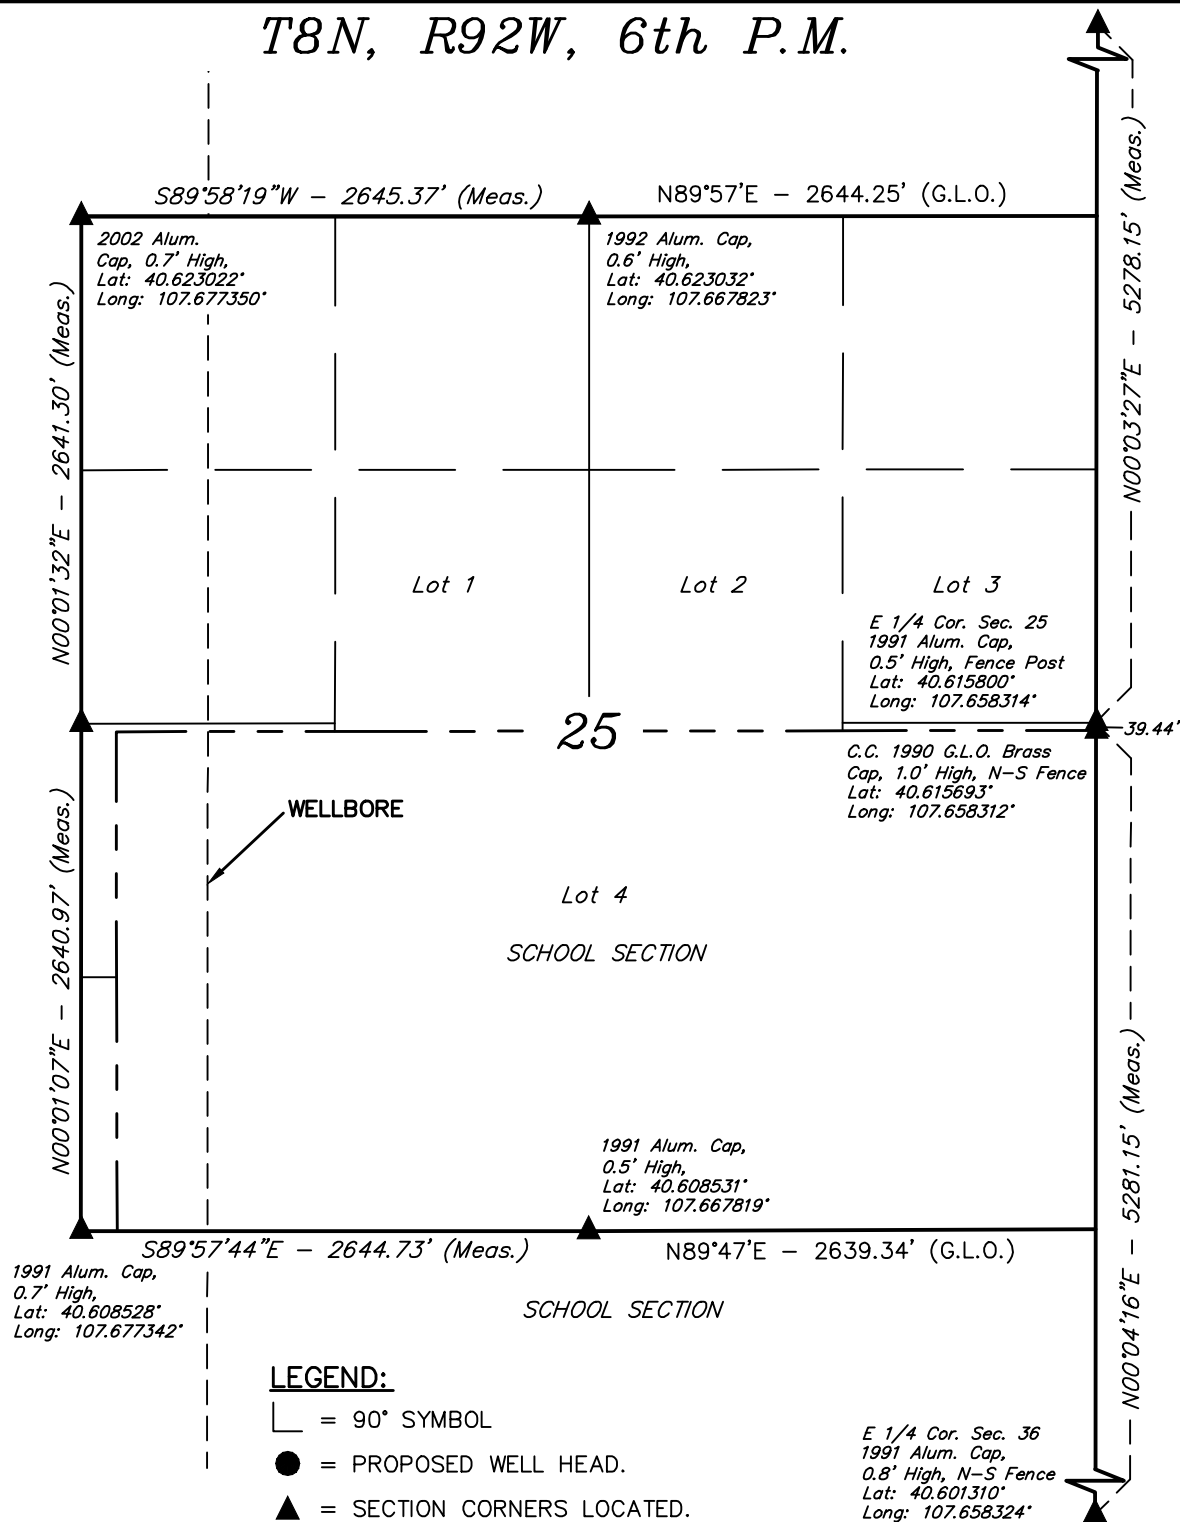 T8N, R92W, 6th P.M.
S89°58'19"W – 2645.37' (Meas.)
N89°57'E – 2644.25' (G.L.O.)
2002 Alum.
Cap, 0.7' High,
Lat: 40.623022°
Long: 107.677350°
1992 Alum. Cap,
0.6' High,
Lat: 40.623032°
Long: 107.667823°
N00°01'32"E – 2641.30' (Meas.)
N00°03'27"E – 5278.15' (Meas.)
Lot 1
Lot 2
Lot 3
E 1/4 Cor. Sec. 25
1991 Alum. Cap,
0.5' High, Fence Post
Lat: 40.615800°
Long: 107.658314°
25
39.44'
C.C. 1990 G.L.O. Brass
Cap, 1.0' High, N–S Fence
Lat: 40.615693°
Long: 107.658312°
WELLBORE
Lot 4
SCHOOL SECTION
N00°01'07"E – 2640.97' (Meas.)
N00°04'16"E – 5281.15' (Meas.)
1991 Alum. Cap,
0.5' High,
Lat: 40.608531°
Long: 107.667819°
S89°57'44"E – 2644.73' (Meas.)
N89°47'E – 2639.34' (G.L.O.)
1991 Alum. Cap,
0.7' High,
Lat: 40.608528°
Long: 107.677342°
SCHOOL SECTION
LEGEND:
= 90° SYMBOL
= PROPOSED WELL HEAD.
= SECTION CORNERS LOCATED.
E 1/4 Cor. Sec. 36
1991 Alum. Cap,
0.8' High, N–S Fence
Lat: 40.601310°
Long: 107.658324°